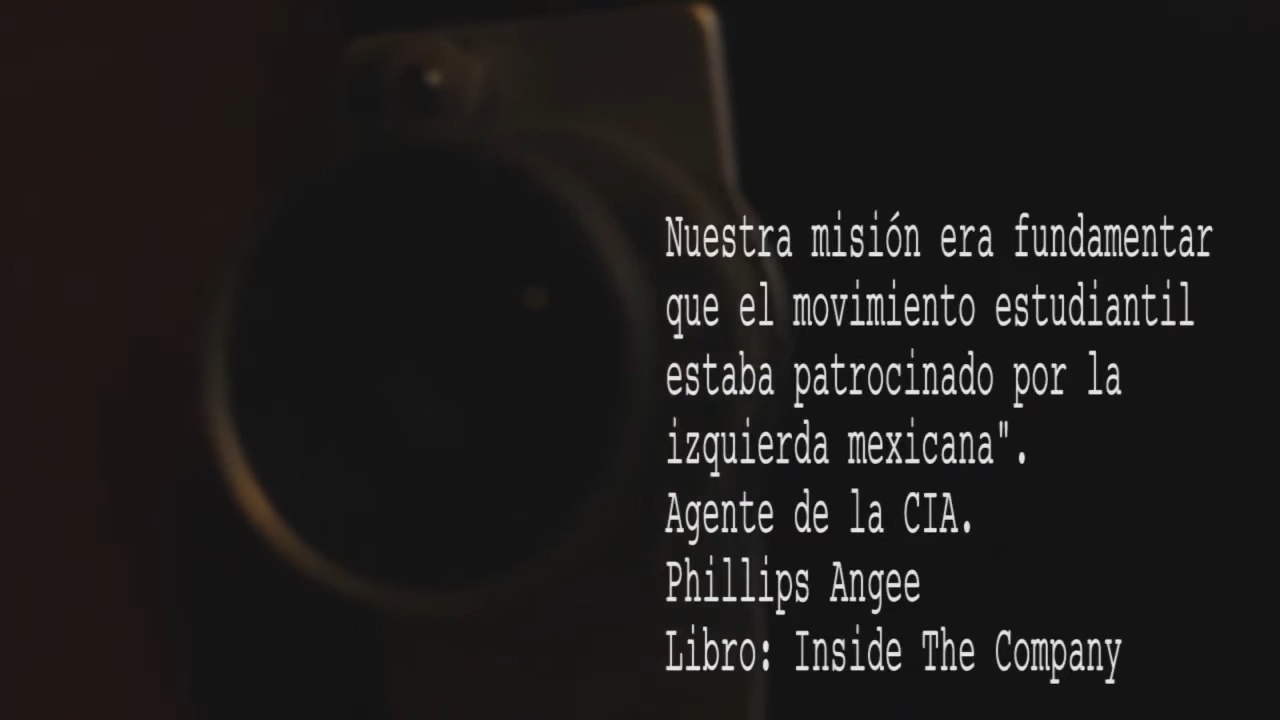 Nuestra misión era fundamentar
que el movimiento estudiantil
estaba patrocinado por la
izquierda mexicana".
Agente de la CIA.
Phillips Angee
Libro: Inside The Company